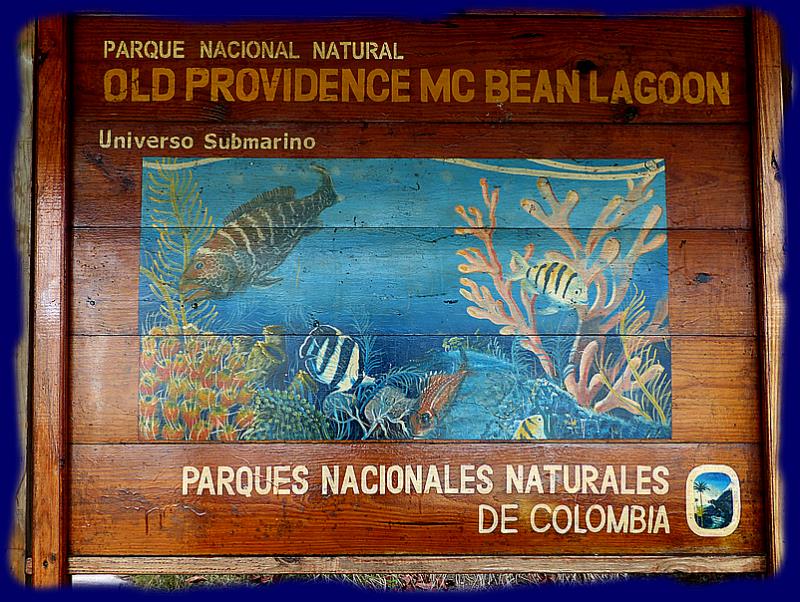 PARQUE NACIONAL NATURAL
OLD PROVIDENCE MC BEAN LAGOON
Universo Submarino
PARQUES NACIONALES NATURALES
DE COLOMBIA